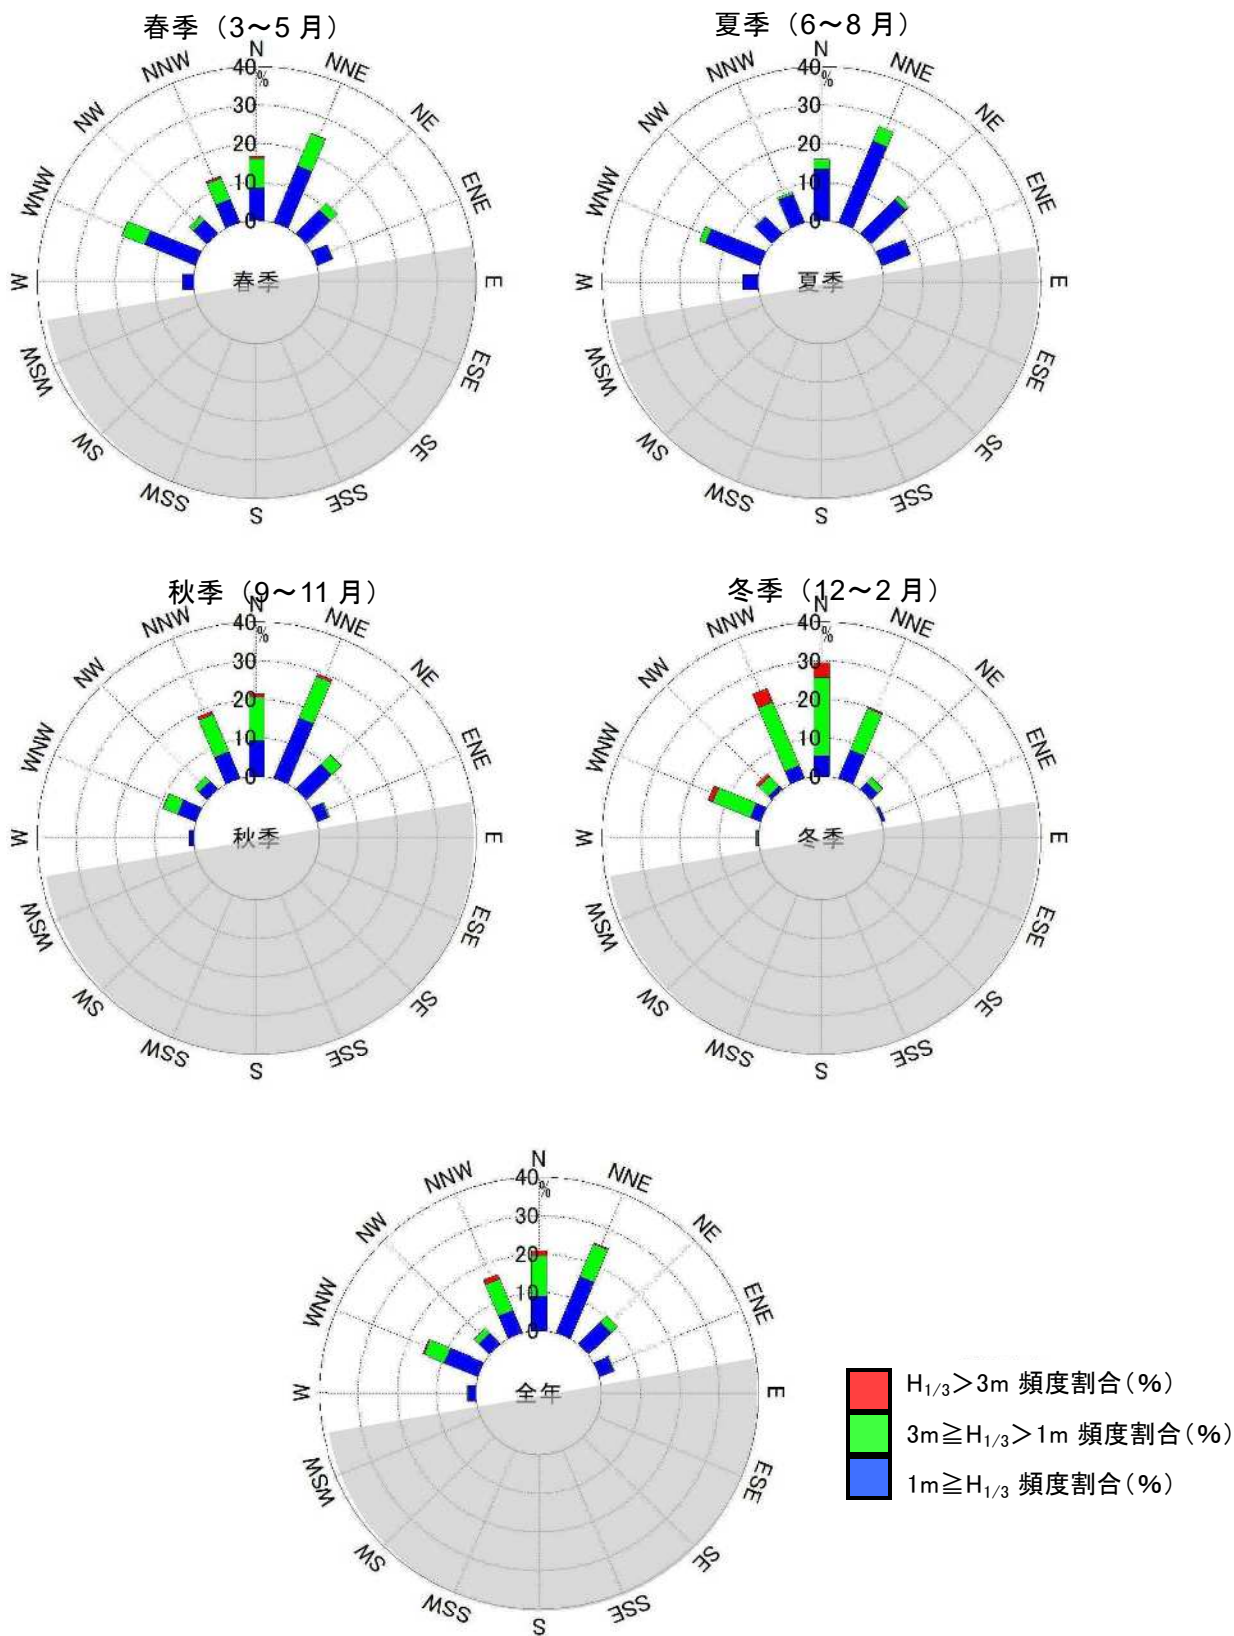 春季（3～5 月）
N
NNE
NE
ENE
E
ESE
SE
SSE
S
SSW
SW
WSW
W
WNW
NW
NNW
40
%
30
20
10
0
春季
夏季（6～8 月）
N
NNE
NE
ENE
E
ESE
SE
SSE
S
SSW
SW
WSW
W
WNW
NW
NNW
40
%
30
20
10
0
夏季
秋季（9～11 月）
N
NNE
NE
ENE
E
ESE
SE
SSE
S
SSW
SW
WSW
W
WNW
NW
NNW
40
%
30
20
10
0
秋季
冬季（12～2 月）
N
NNE
NE
ENE
E
ESE
SE
SSE
S
SSW
SW
WSW
W
WNW
NW
NNW
40
%
30
20
10
0
冬季
N
NNE
NE
ENE
E
ESE
SE
SSE
S
SSW
SW
WSW
W
WNW
NW
NNW
40
%
30
20
10
0
全年
H1/3＞3m 頻度割合（%）
3m≧H1/3＞1m 頻度割合（%）
1m≧H1/3 頻度割合（%）